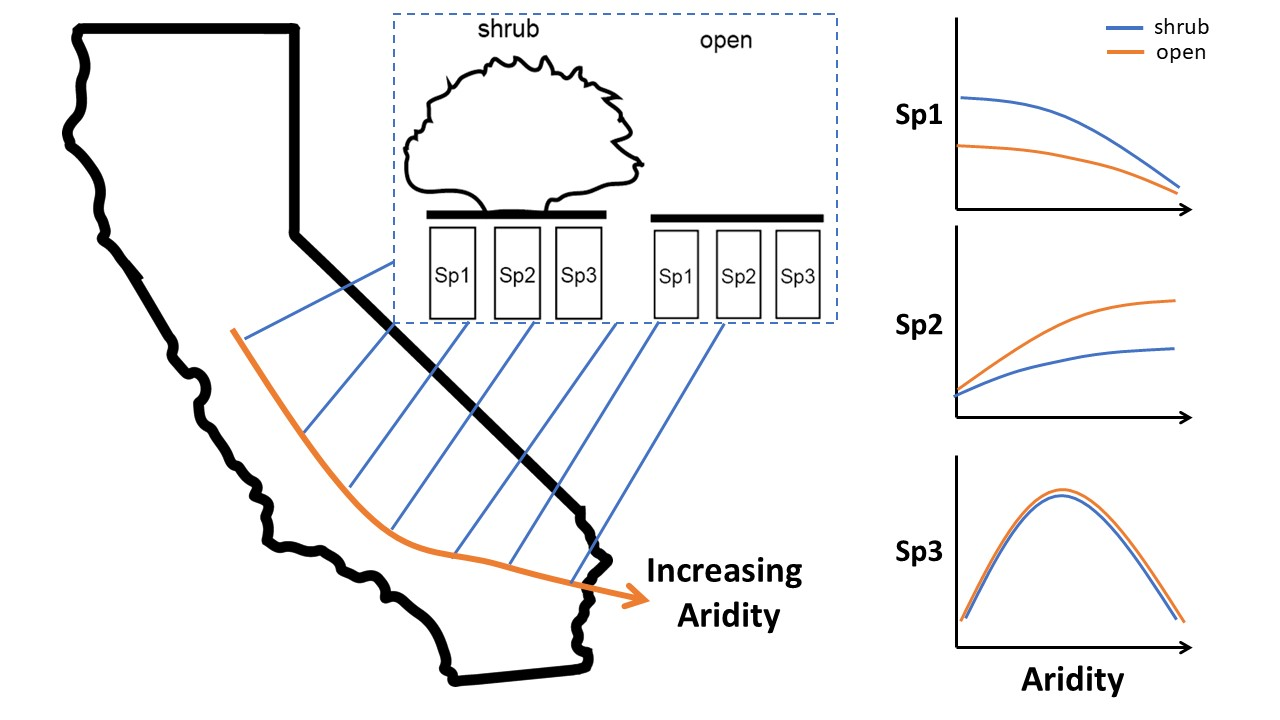 shrub
open
Sp1
Sp2
Sp3
Sp1
Sp2
Sp3
Increasing
Aridity
shrub
open
Sp1
Sp2
Sp3
Aridity